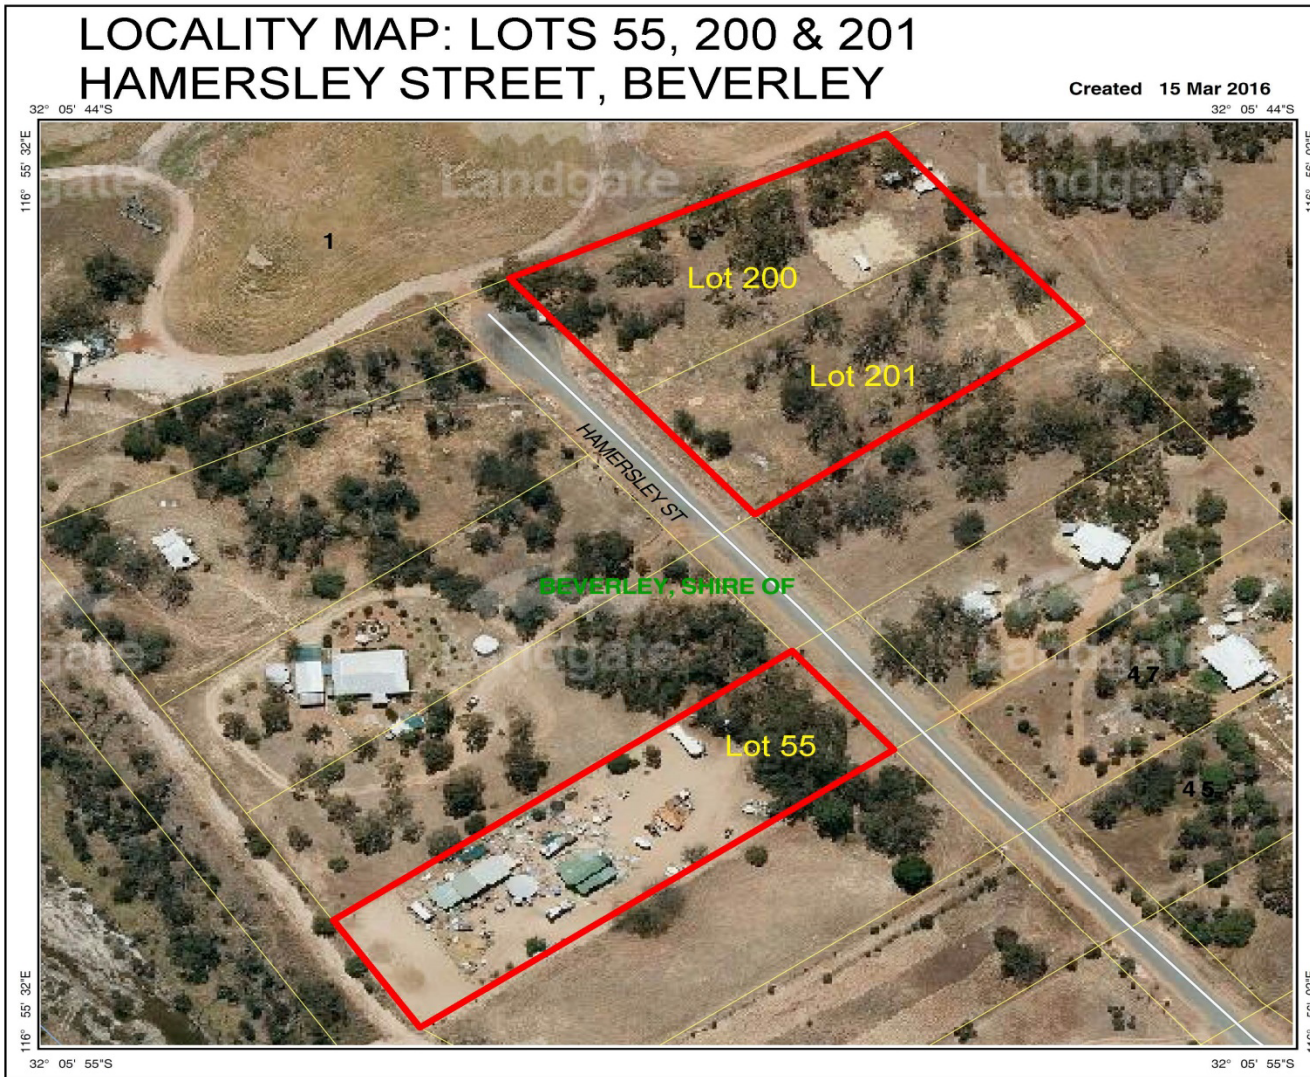 LOCALITY MAP: LOTS 55, 200 & 201
HAMERSLEY STREET, BEVERLEY
Created 15 Mar 2016
32° 05' 44"S
32° 05' 44"S
116° 55' 32"E
Landgate
Landgate
1
Lot 200
Lot 201
HAMERSLEY ST
BEVERLEY, SHIRE OF
Landgate
Landgate
47
Lot 55
45
116° 55' 32"E
32° 05' 55"S
32° 05' 55"S